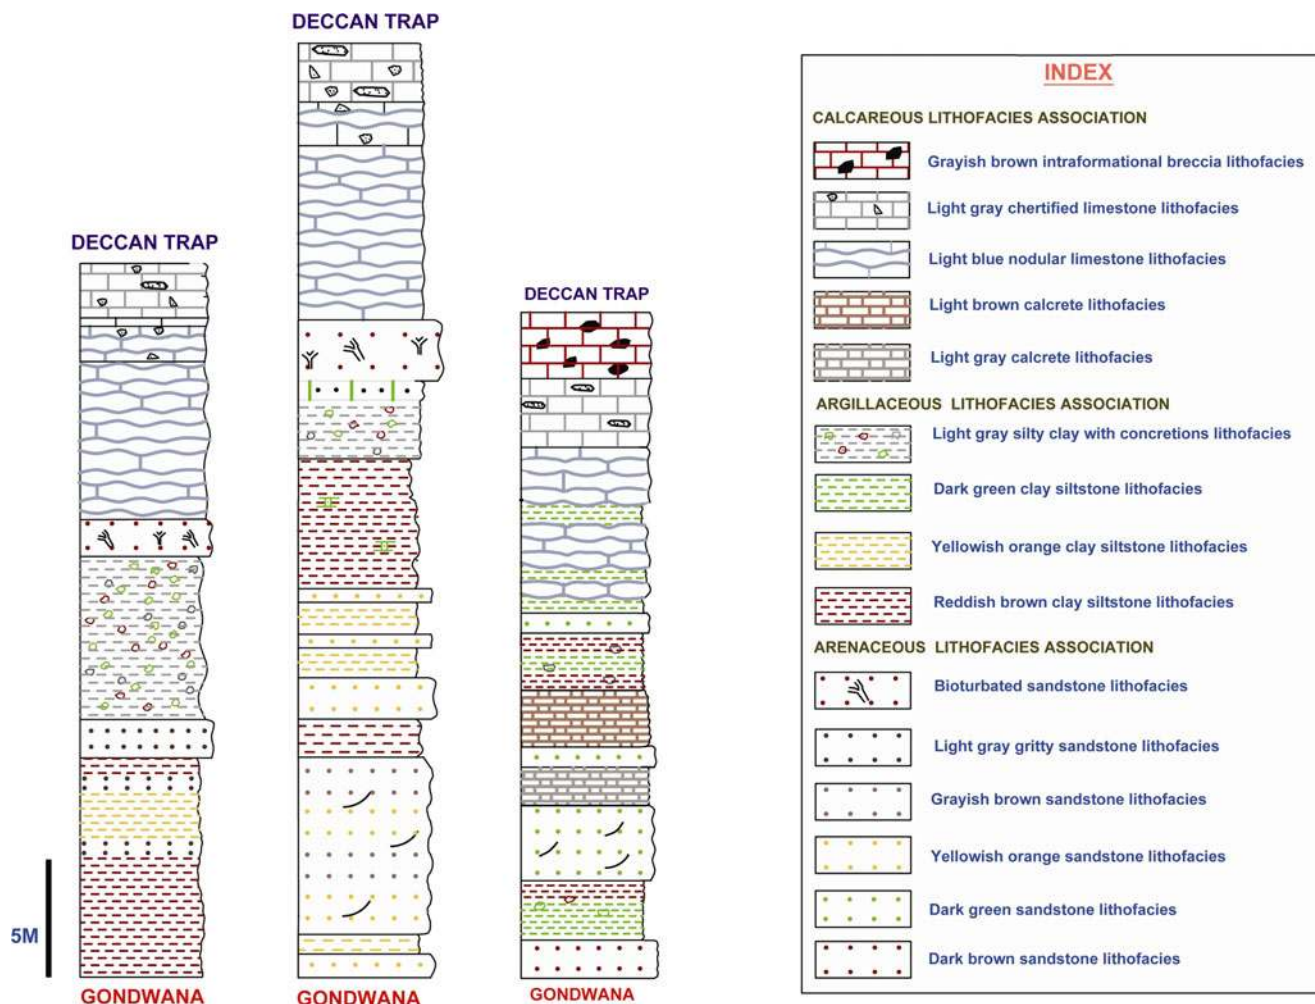 DECCAN TRAP
DECCAN TRAP
DECCAN TRAP
5M
GONDWANA
GONDWANA
GONDWANA
INDEX
CALCAREOUS LITHOFACIES ASSOCIATION
Grayish brown intraformational breccia lithofacies
Light gray chertified limestone lithofacies
Light blue nodular limestone lithofacies
Light brown calcrete lithofacies
Light gray calcrete lithofacies
ARGILLACEOUS LITHOFACIES ASSOCIATION
Light gray silty clay with concretions lithofacies
Dark green clay siltstone lithofacies
Yellowish orange clay siltstone lithofacies
Reddish brown clay siltstone lithofacies
ARENACEOUS LITHOFACIES ASSOCIATION
Bioturbated sandstone lithofacies
Light gray gritty sandstone lithofacies
Grayish brown sandstone lithofacies
Yellowish orange sandstone lithofacies
Dark green sandstone lithofacies
Dark brown sandstone lithofacies